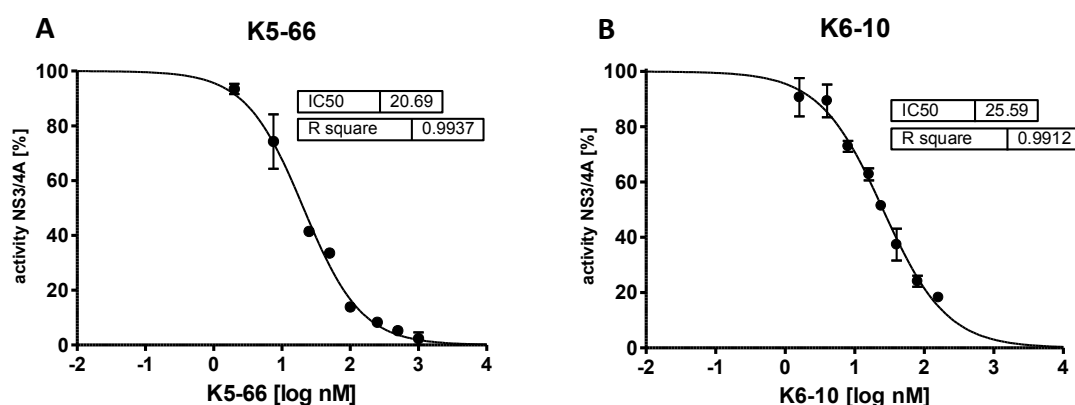 A
K5-66
100
80
60
40
20
0
activity NS3/4A [%]
IC50 20.69
R square 0.9937
-2 -1 0 1 2 3 4
K5-66 [log nM]
B
K6-10
100
80
60
40
20
0
activity NS3/4A [%]
IC50 25.59
R square 0.9912
-2 -1 0 1 2 3 4
K6-10 [log nM]